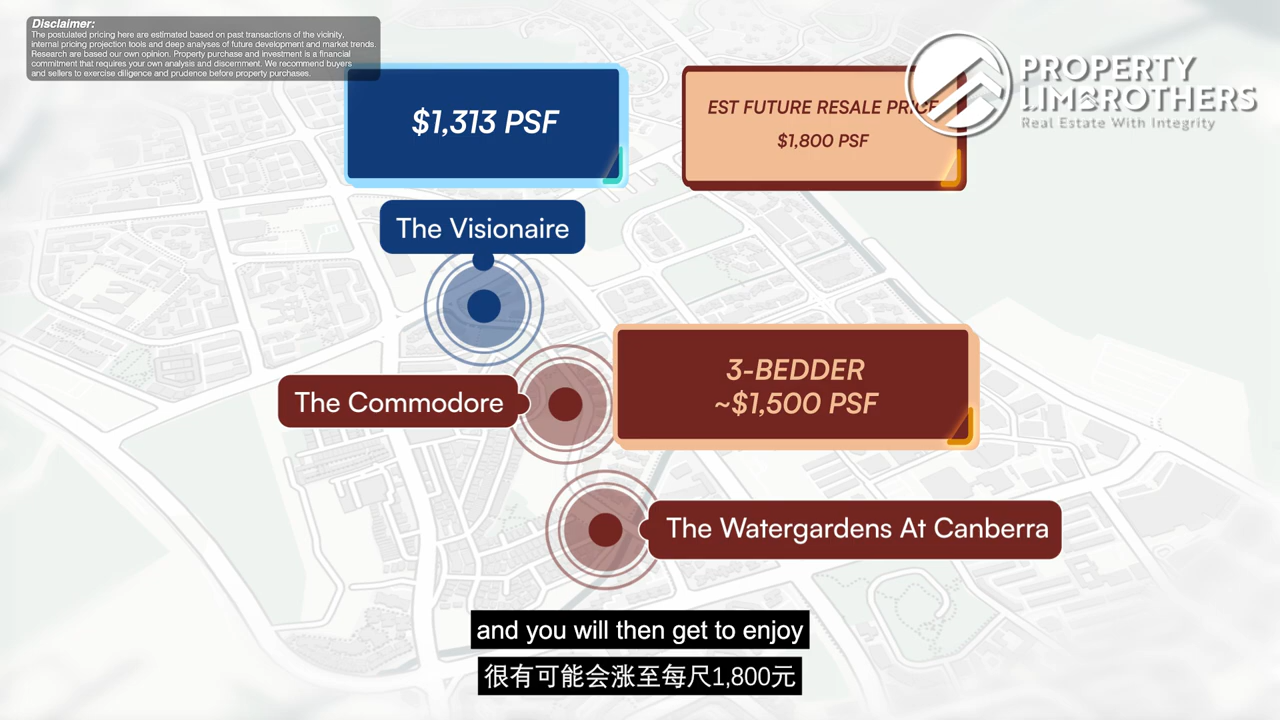 Disclaimer:
The postulated pricing here are estimated based on past transactions of the vicinity,
internal pricing projection tools and deep analyses of future development and market trends.
Research are based our own opinion. Property purchase and investment is a financial
commitment that requires your own analysis and discernment. We recommend buyers
and sellers to exercise diligence and prudence before property purchases.
$1,313 PSF
EST FUTURE RESALE PRICE
$1,800 PSF
PROPERTY
LIMBROTHERS
Real Estate With Integrity
The Visionaire
The Commodore
3-BEDDER
~$1,500 PSF
The Watergardens At Canberra
and you will then get to enjoy
很有可能会涨至每尺1,800元